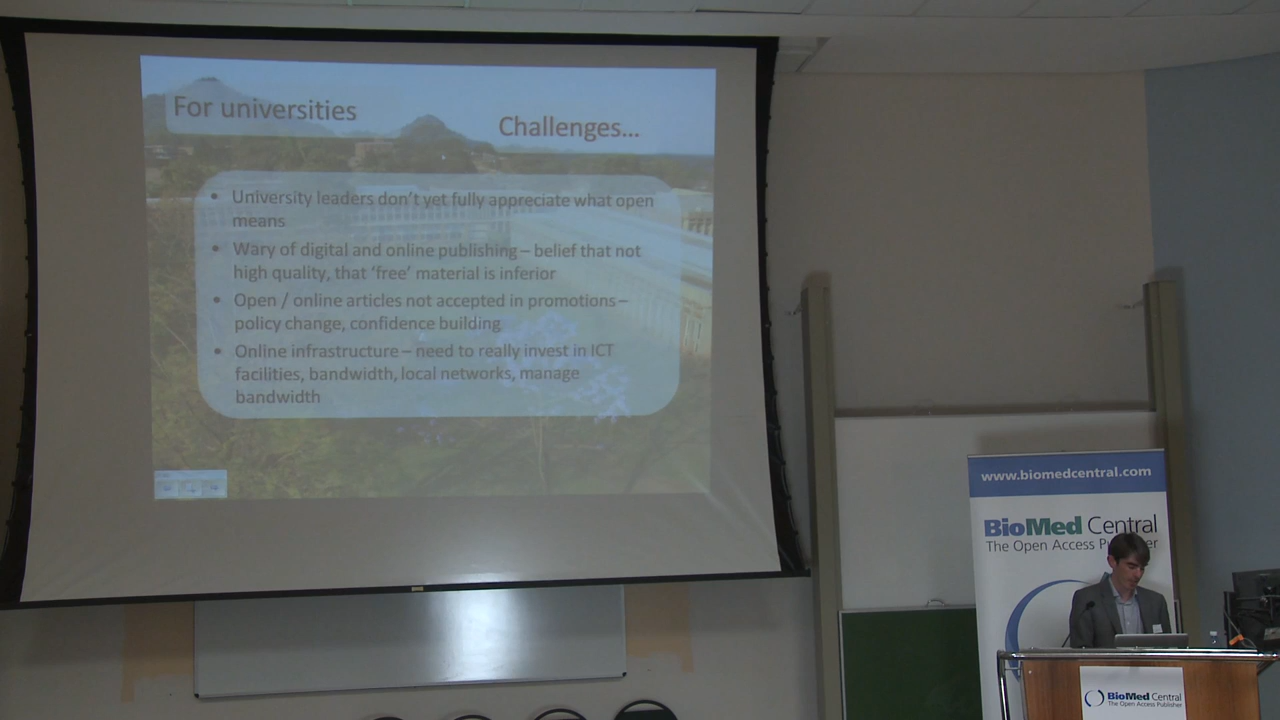 For universities
Challenges...
• University leaders don't yet fully appreciate what open
means
• Wary of digital and online publishing – belief that not
high quality, that 'free' material is inferior
• Open / online articles not accepted in promotions –
policy change, confidence building
• Online infrastructure – need to really invest in ICT
facilities, bandwidth, local networks, manage
bandwidth
www.biomedcentral.com
BioMed Central
The Open Access Publisher
BioMed Central
The Open Access Publisher